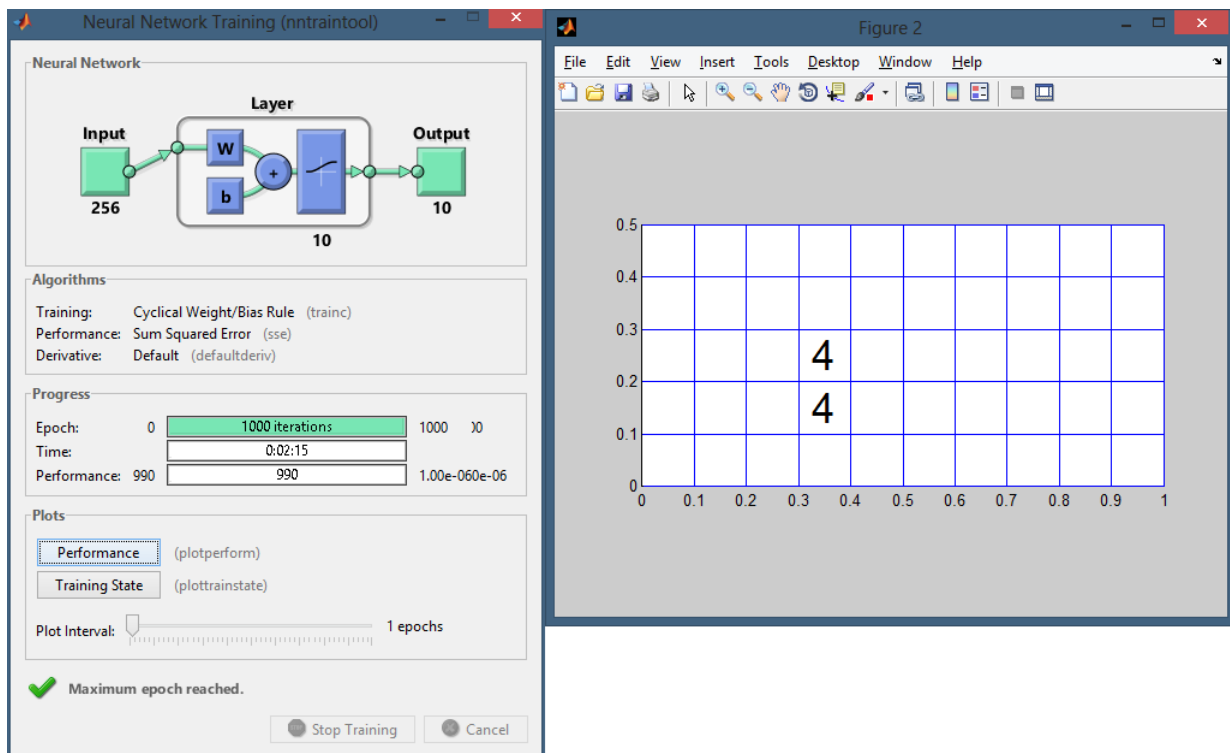 Neural Network Training (nntraintool)
Neural Network
Layer
Input
Output
W
b
+
256
10
10
Algorithms
Training: Cyclical Weight/Bias Rule (trainc)
Performance: Sum Squared Error (sse)
Derivative: Default (defaultderiv)
Progress
Epoch: 0 1000 iterations 1000
Time: 0:02:15
Performance: 990 990 1.00e-060e-06
Plots
Performance (plotperform)
Training State (plottrainstate)
Plot Interval: 1 epochs
Maximum epoch reached.
Stop Training Cancel
Figure 2
File Edit View Insert Tools Desktop Window Help
0.5
0.4
0.3
4
0.2
4
0.1
0
0 0.1 0.2 0.3 0.4 0.5 0.6 0.7 0.8 0.9 1